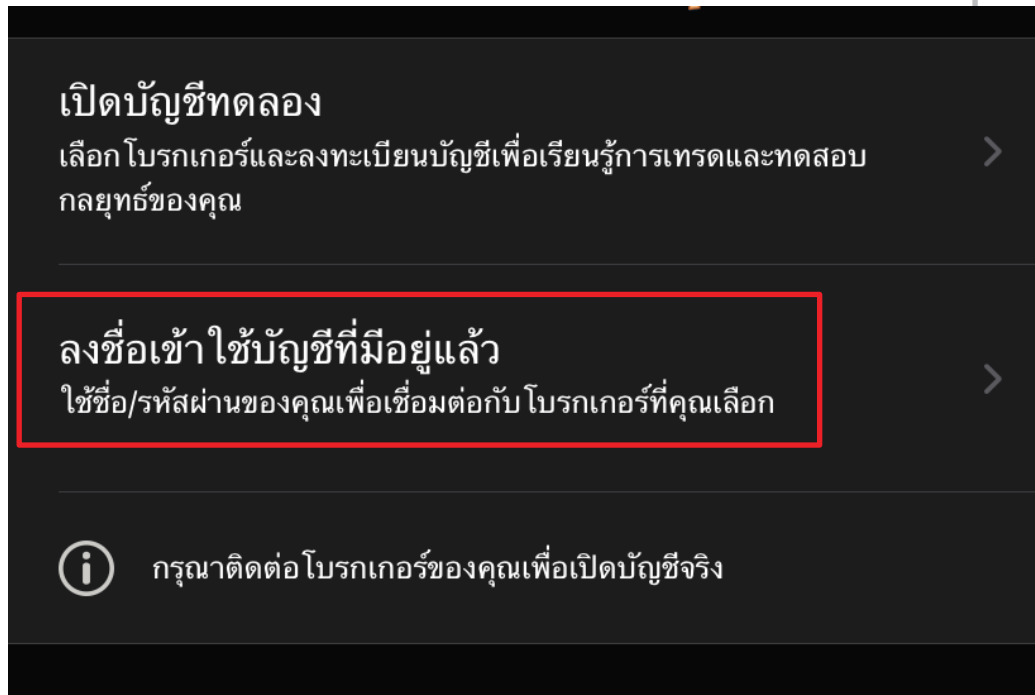 เปิดบัญชีทดลอง
เลือกโบรกเกอร์และลงทะเบียนบัญชีเพื่อเรียนรู้การเทรดและทดสอบ
กลยุทธ์ของคุณ
ลงชื่อเข้าใช้บัญชีที่มีอยู่แล้ว
ใช้ชื่อ/รหัสผ่านของคุณเพื่อเชื่อมต่อกับโบรกเกอร์ที่คุณเลือก
กรุณาติดต่อโบรกเกอร์ของคุณเพื่อเปิดบัญชีจริง